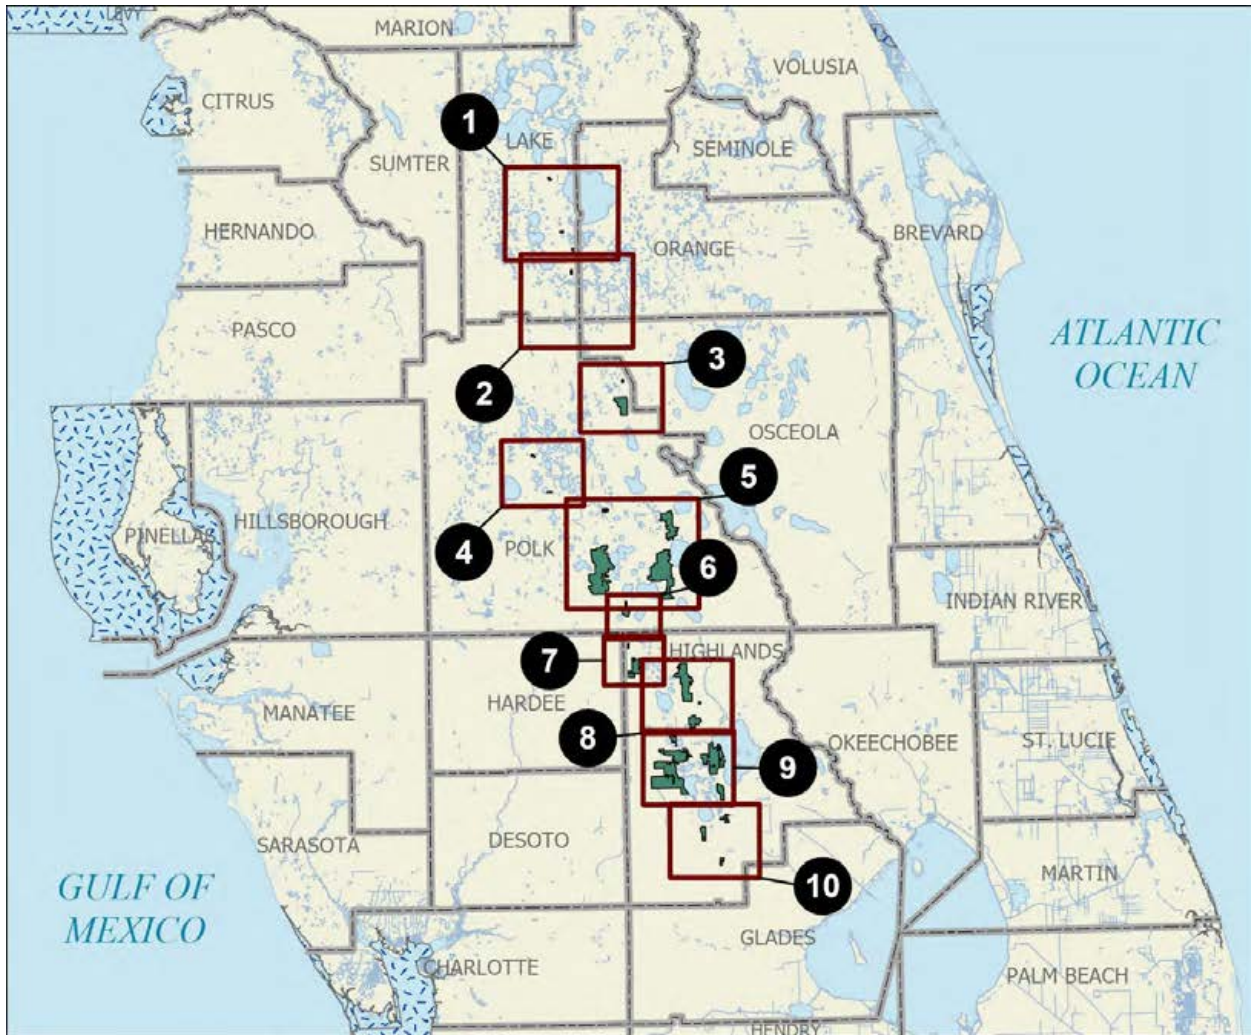 LEVY
MARION
VOLUSIA
CITRUS
1
LAKE
SUMTER
SEMINOLE
HERNANDO
ORANGE
BREVARD
PASCO
ATLANTIC
OCEAN
3
2
OSCEOLA
5
PINELLAS
HILLSBOROUGH
4
POLK
6
INDIAN RIVER
7
HIGHLANDS
HARDEE
MANATEE
8
9
OKEECHOBEE
ST. LUCIE
SARASOTA
DESOTO
10
MARTIN
GULF OF
MEXICO
GLADES
CHARLOTTE
PALM BEACH
HENDRY